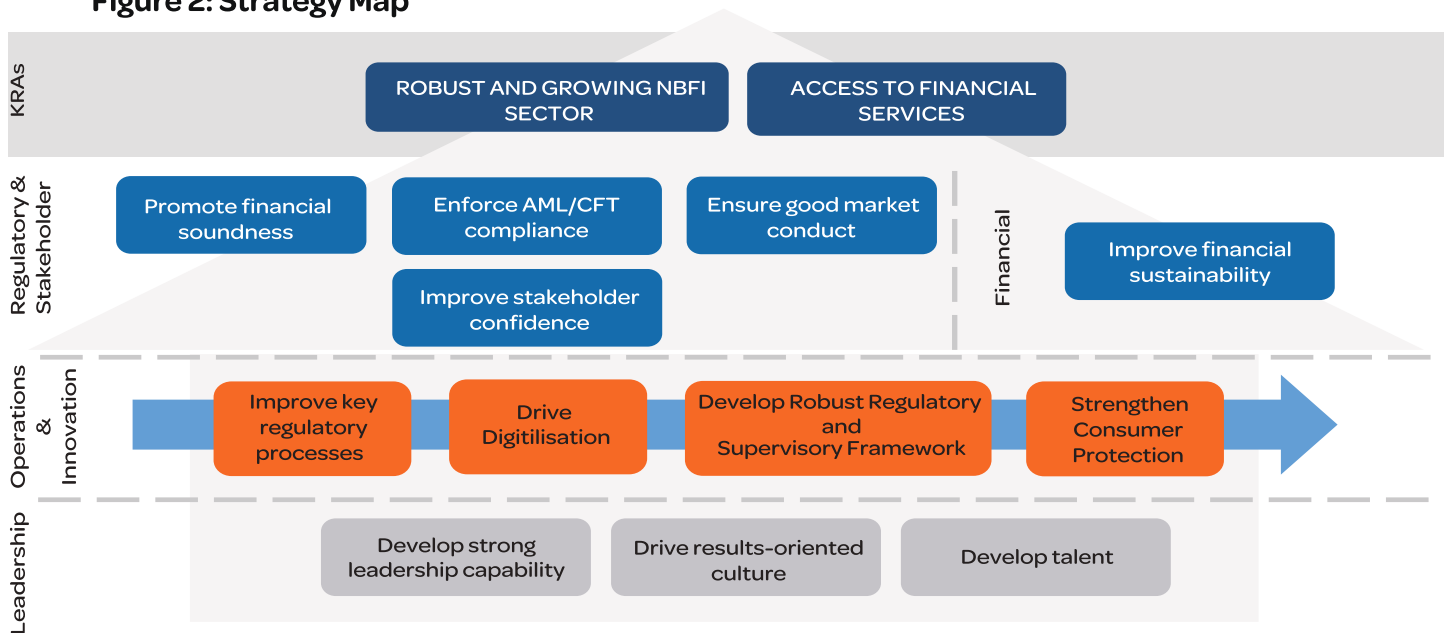 Figure 2: Strategy Map
KRAs
ROBUST AND GROWING NBFI
SECTOR
ACCESS TO FINANCIAL
SERVICES
Regulatory &
Stakeholder
Promote financial
soundness
Enforce AML/CFT
compliance
Ensure good market
conduct
Improve stakeholder
confidence
Financial
Improve financial
sustainability
Operations
&
Innovation
Improve key
regulatory
processes
Drive
Digitilisation
Develop Robust Regulatory
and
Supervisory Framework
Strengthen
Consumer
Protection
Leadership
Develop strong
leadership capability
Drive results-oriented
culture
Develop talent